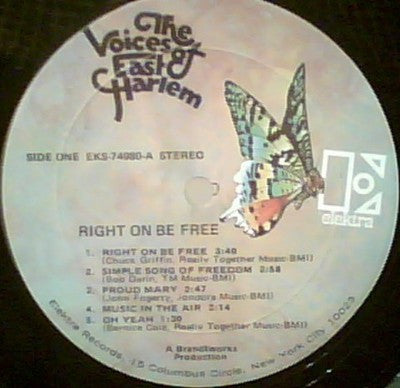 The
Voices of
East
Harlem
SIDE ONE EKS-74080-A STEREO
elektra
RIGHT ON BE FREE
1. RIGHT ON BE FREE 3:40
(Chuck Griffin, Really Together Music-BMI)
2. SIMPLE SONG OF FREEDOM 2:58
(Bob Darin, TM Music-BMI)
3. PROUD MARY 2:47
(John Fogerty, Jondora Music-BMI)
4. MUSIC IN THE AIR 2:14
5. OH YEAH 1:30
(Bernice Cole, Really Together Music-BMI)
A Brandtworks
Production
Elektra Records, 15 Columbus Circle, New York City 10023